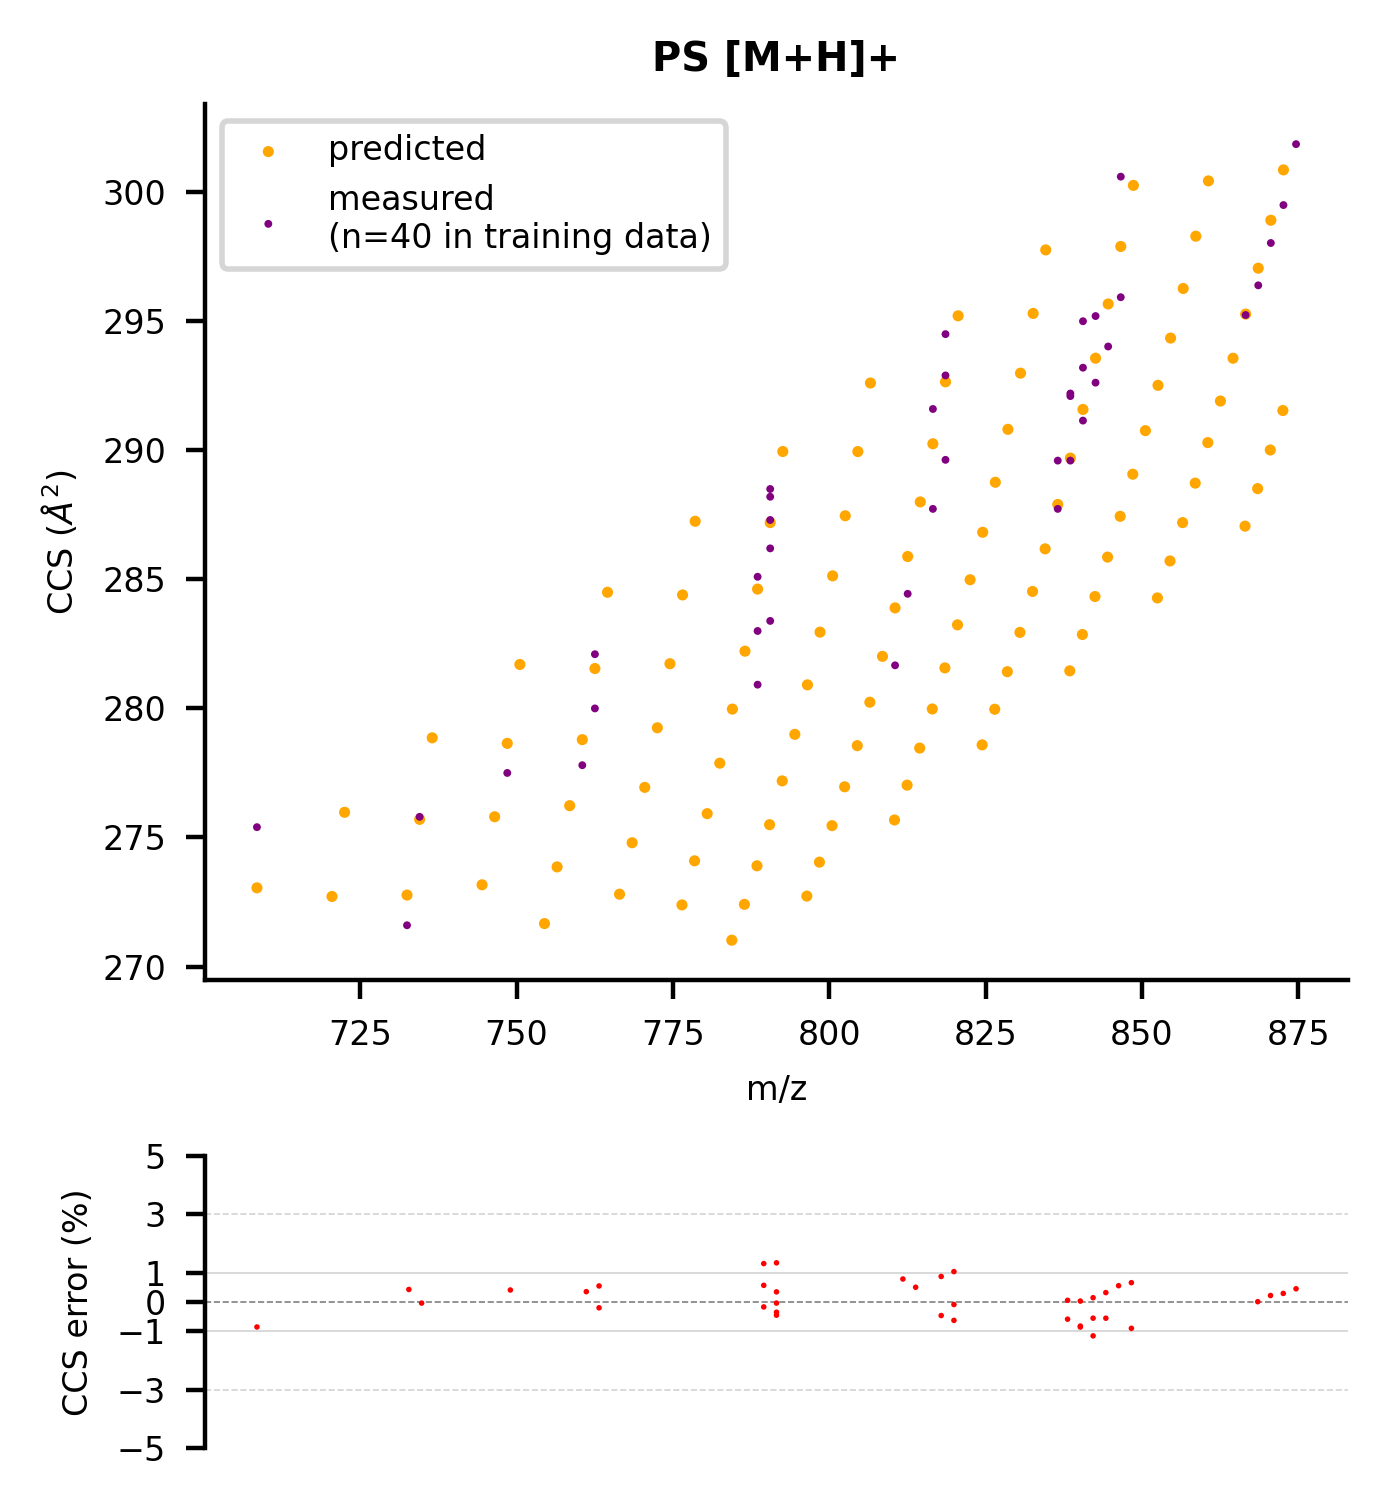 PS [M+H]+
predicted
measured
(n=40 in training data)
CCS (Å²)
300
295
290
285
280
275
270
725 750 775 800 825 850 875
m/z
CCS error (%)
5
3
1
0
−1
−3
−5